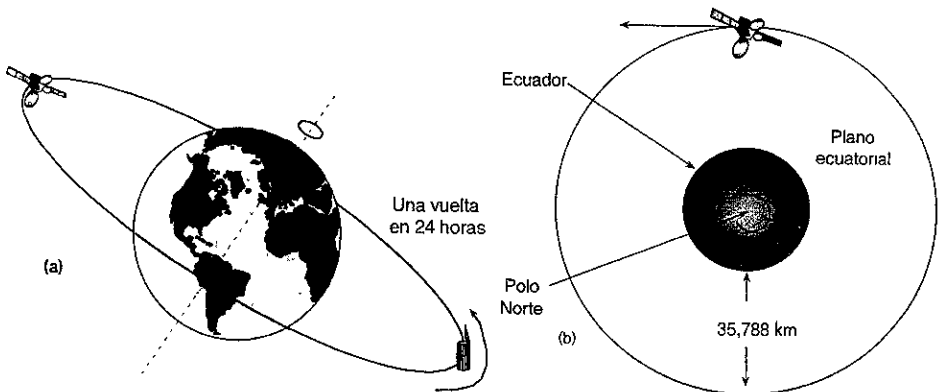 (a)
Una vuelta
en 24 horas
Ecuador
Plano
ecuatorial
Polo
Norte
(b)
35,788 km